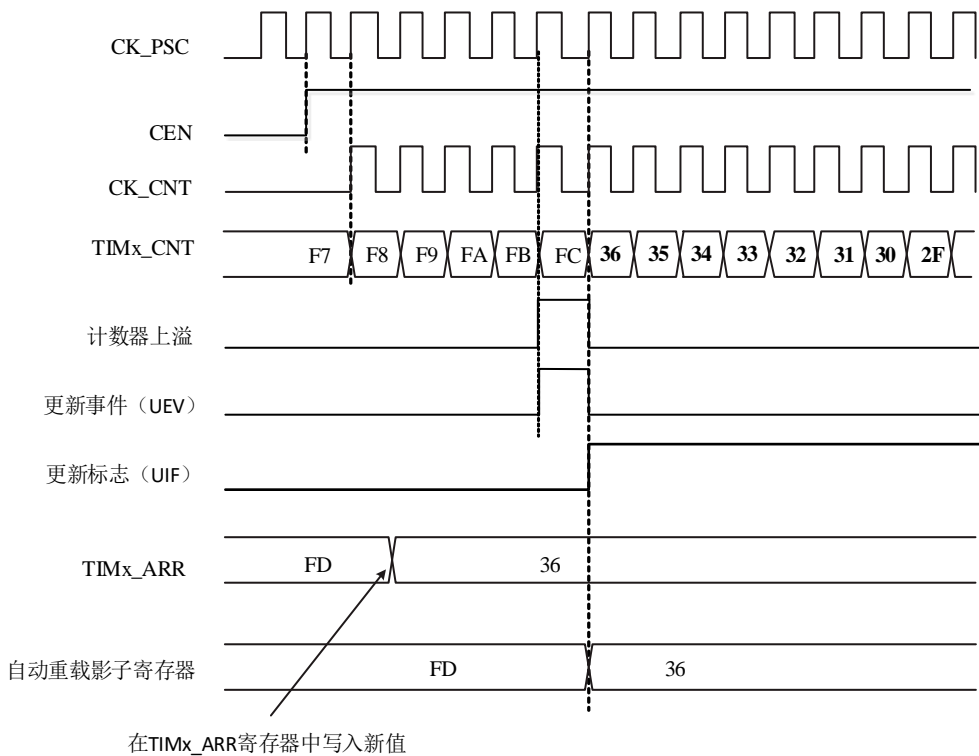 CK_PSC
CEN
CK_CNT
TIMx_CNT F7 F8 F9 FA FB FC 36 35 34 33 32 31 30 2F
计数器上溢
更新事件（UEV）
更新标志（UIF）
TIMx_ARR FD 36
自动重载影子寄存器 FD 36
在TIMx_ARR寄存器中写入新值